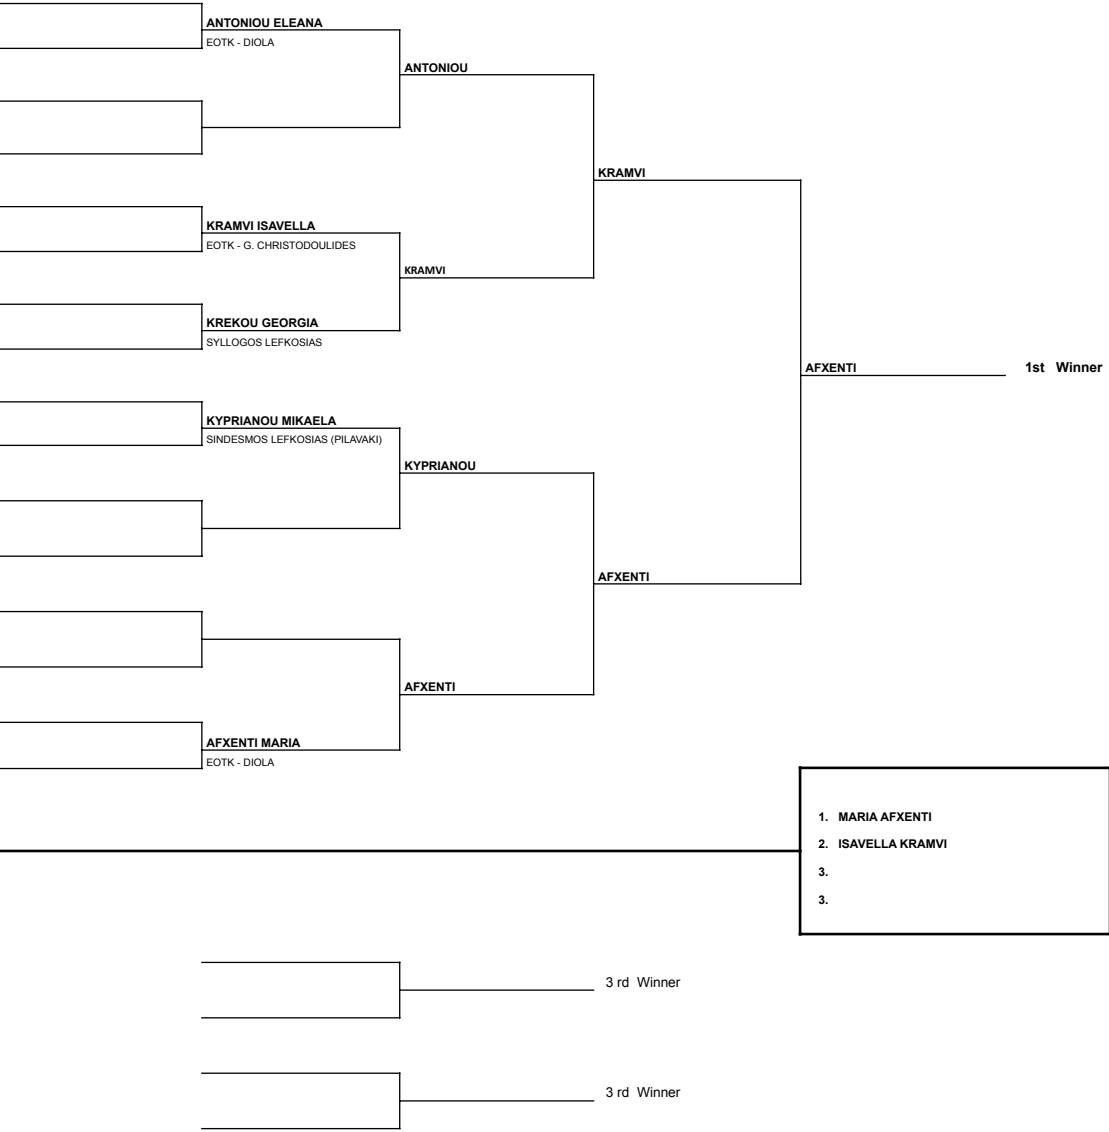 ANTONIOU ELEANA
EOTK - DIOLA
ANTONIOU
KRAMVI
KRAMVI ISAVELLA
EOTK - G. CHRISTODOULIDES
KRAMVI
KREKOU GEORGIA
SYLLOGOS LEFKOSIAS
AFXENTI
1st Winner
KYPRIANOU MIKAELA
SINDESMOS LEFKOSIAS (PILAVAKI)
KYPRIANOU
AFXENTI
AFXENTI
AFXENTI MARIA
EOTK - DIOLA
1. MARIA AFXENTI
2. ISAVELLA KRAMVI
3.
3.
3 rd Winner
3 rd Winner